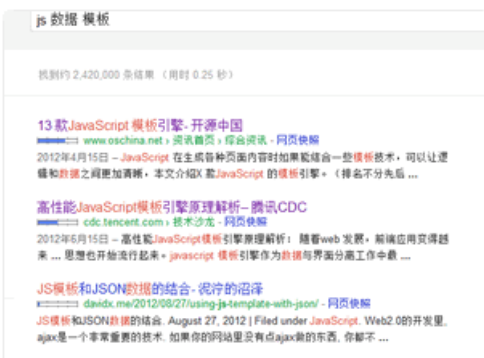 js 数据 模板
找到约 2,420,000 条结果 （用时 0.25 秒）
13 款JavaScript 模板引擎- 开源中国
www.oschina.net › 资讯首页 › 综合资讯 - 网页快照
2012年4月15日 – JavaScript 在生成各种页面内容时如果能结合一些模板技术，可以让逻
辑和数据之间更加清晰，本文介绍X 款JavaScript 的模板引擎。（排名不分先后 ...
高性能JavaScript模板引擎原理解析– 腾讯CDC
cdc.tencent.com › 技术沙龙 - 网页快照
2012年6月15日 – 高性能JavaScript模板引擎原理解析： 随着web 发展，前端应用变得越
来 ... 思想也开始流行起来。javascript 模板引擎作为数据与界面分离工作中最 ...
JS模板和JSON数据的结合- 泥泞的沼泽
davidx.me/2012/08/27/using-js-template-with-json/ - 网页快照
JS模板和JSON数据的结合. August 27, 2012 | Filed under JavaScript. Web2.0的开发里,
ajax是一个非常重要的技术. 如果你的网站里没有点ajax做的东西, 你都不 ...